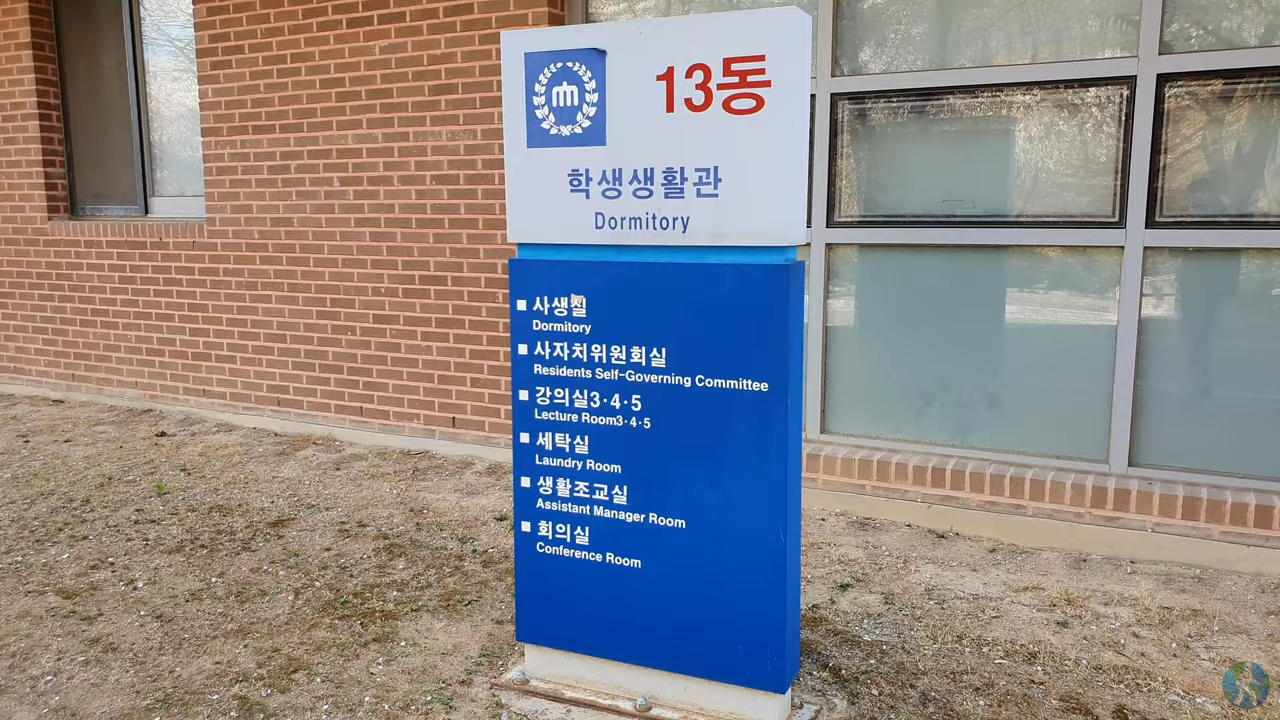 13동
학생생활관
Dormitory
사생실
Dormitory
사자치위원회실
Residents Self-Governing Committee
강의실3·4·5
Lecture Room3·4·5
세탁실
Laundry Room
생활조교실
Assistant Manager Room
회의실
Conference Room